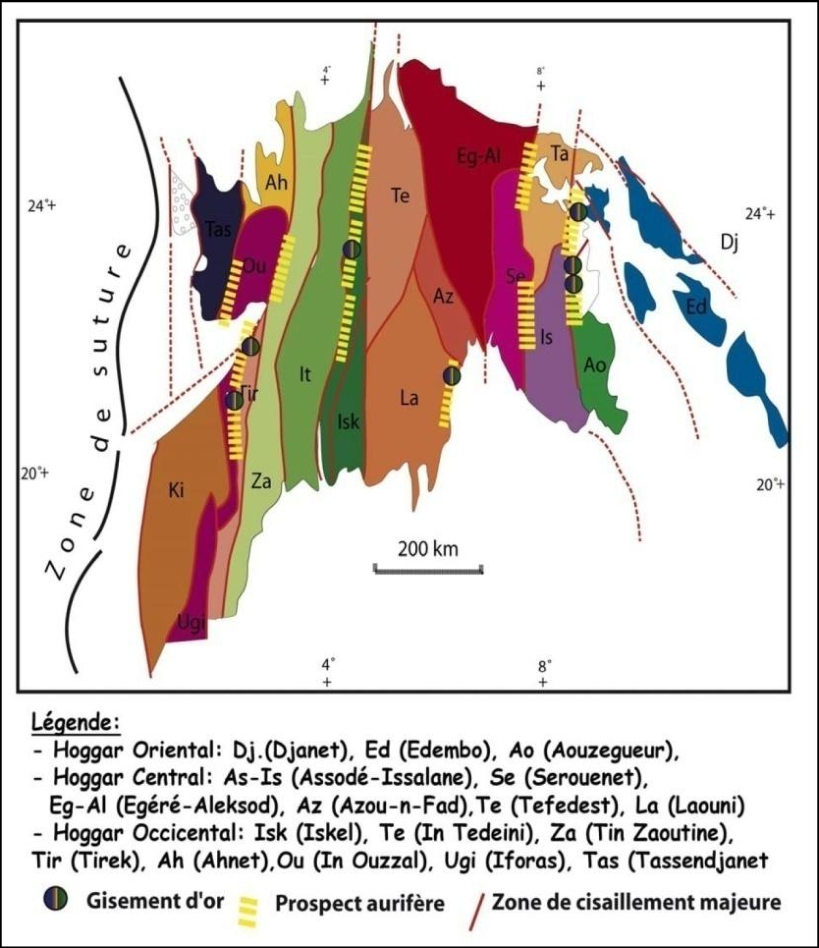 4°
+
8°
+
24°+
24°+
Eg-Al
Ta
Ah
Te
Tas
Dj
Ou
Se
Az
Ed
Is
It
Tir
Ao
La
Isk
Zone de suture
20°+
20°+
Ki
Za
200 km
Ugi
4°
+
8°
+
Légende:
- Hoggar Oriental: Dj.(Djanet), Ed (Edembo), Ao (Aouzegueur),
- Hoggar Central: As-Is (Assodé-Issalane), Se (Serouenet),
Eg-Al (Egéré-Aleksod), Az (Azou-n-Fad),Te (Tefedest), La (Laouni)
- Hoggar Occicental: Isk (Iskel), Te (In Tedeini), Za (Tin Zaoutine),
Tir (Tirek), Ah (Ahnet),Ou (In Ouzzal), Ugi (Iforas), Tas (Tassendjanet
Gisement d'or
Prospect aurifère
Zone de cisaillement majeure